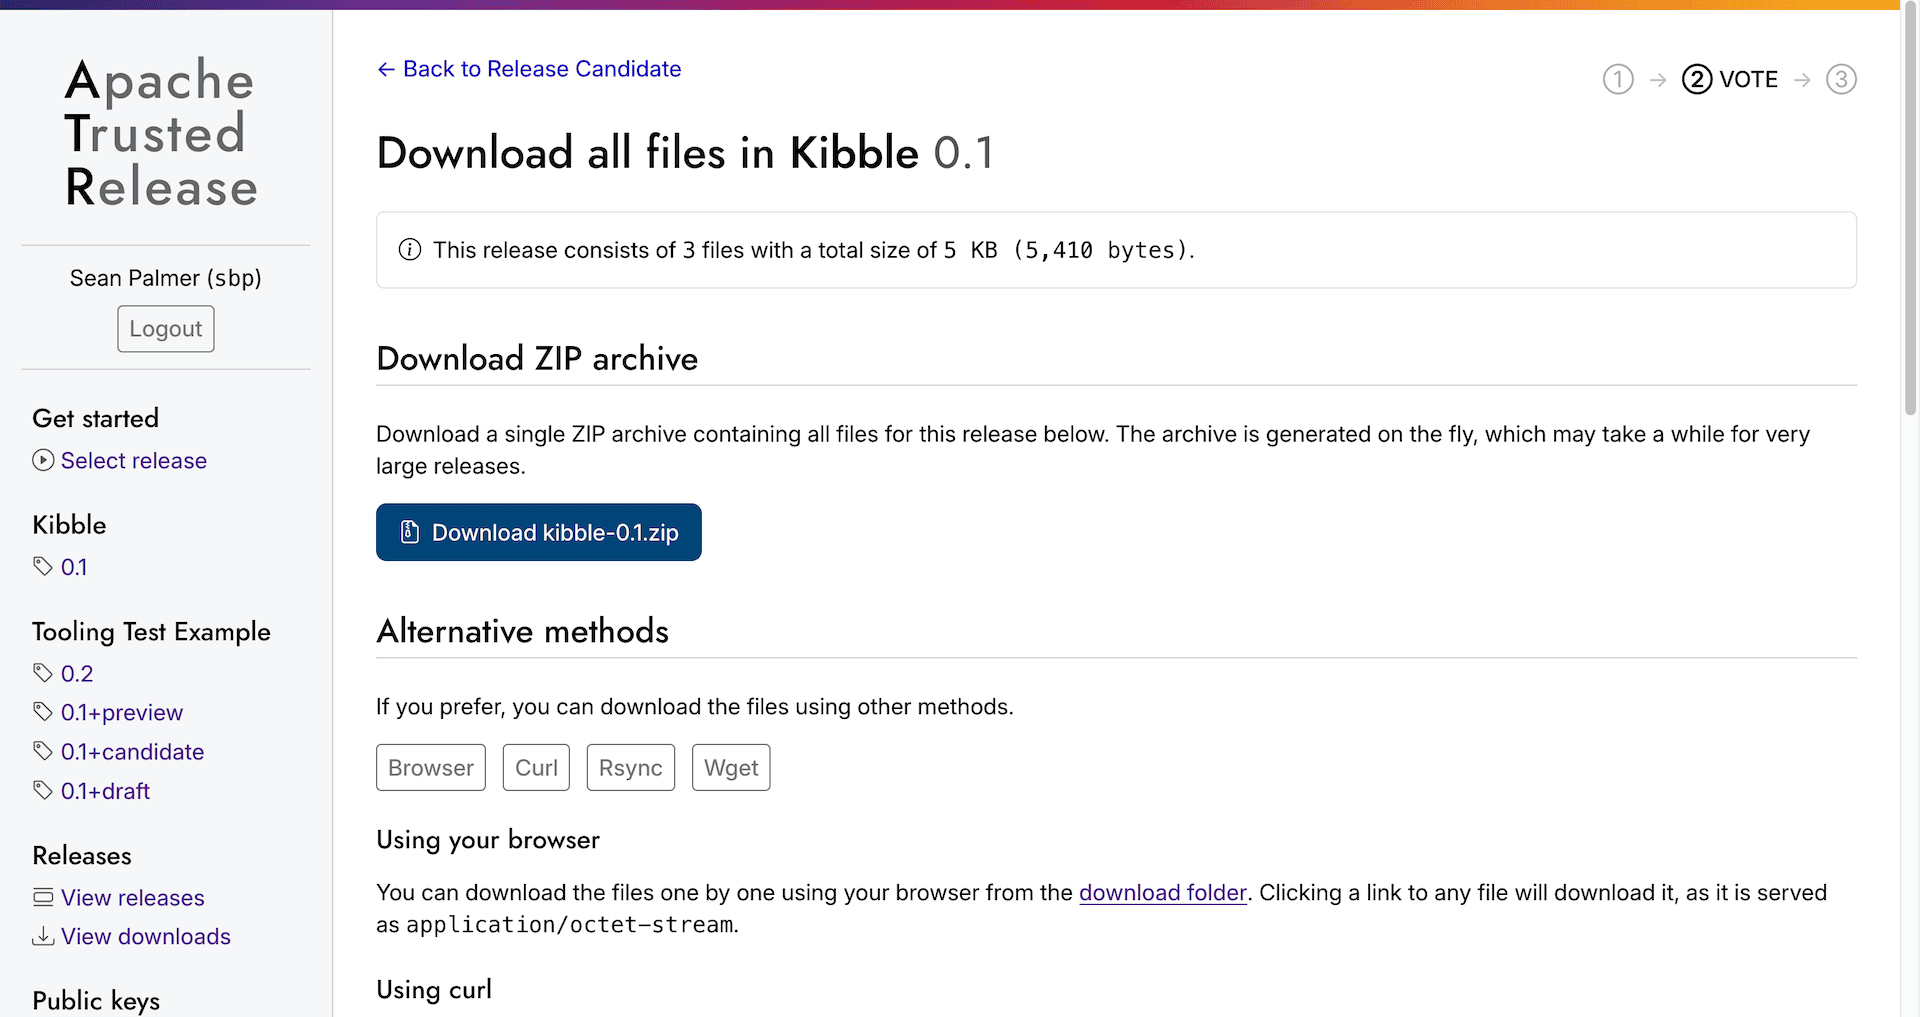 Apache
Trusted
Release
Sean Palmer (sbp)
Logout
Get started
Select release
Kibble
0.1
Tooling Test Example
0.2
0.1+preview
0.1+candidate
0.1+draft
Releases
View releases
View downloads
Public keys
← Back to Release Candidate
1 → 2 VOTE → 3
Download all files in Kibble 0.1
This release consists of 3 files with a total size of 5 KB (5,410 bytes).
Download ZIP archive
Download a single ZIP archive containing all files for this release below. The archive is generated on the fly, which may take a while for very
large releases.
Download kibble-0.1.zip
Alternative methods
If you prefer, you can download the files using other methods.
Browser Curl Rsync Wget
Using your browser
You can download the files one by one using your browser from the download folder. Clicking a link to any file will download it, as it is served
as application/octet-stream.
Using curl